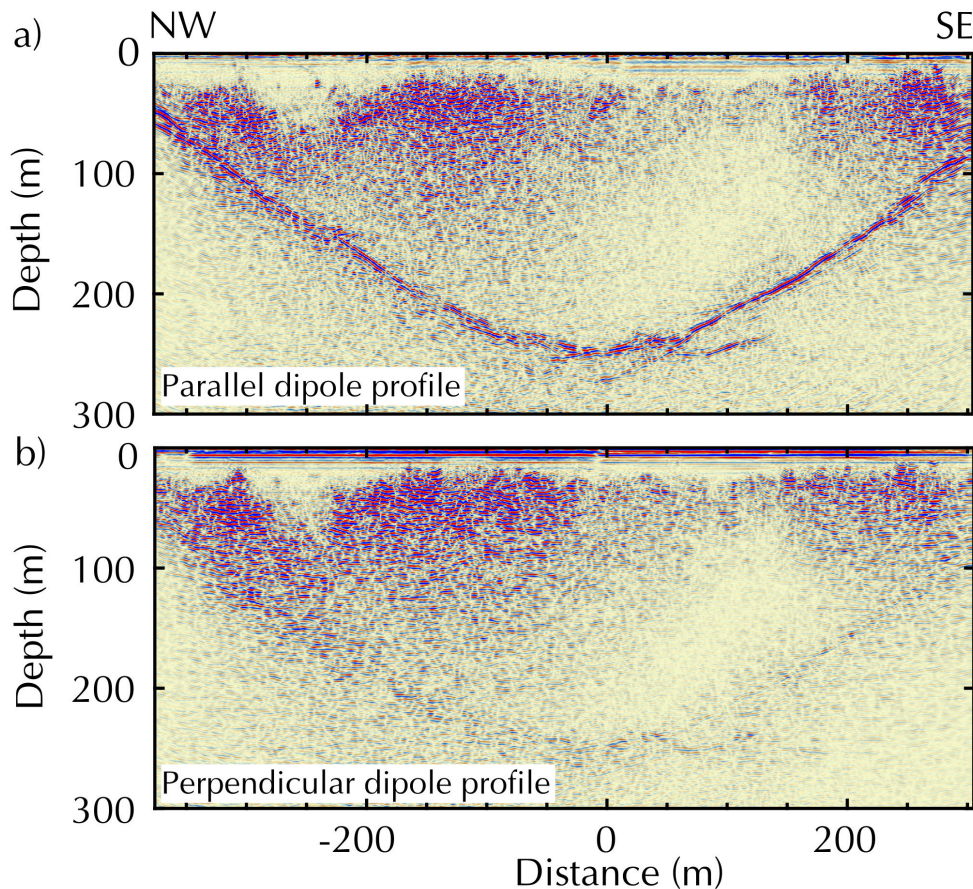 a)
NW
SE
0
100
200
300
Depth (m)
Parallel dipole profile
b)
0
100
200
300
Depth (m)
Perpendicular dipole profile
-200
0
200
Distance (m)